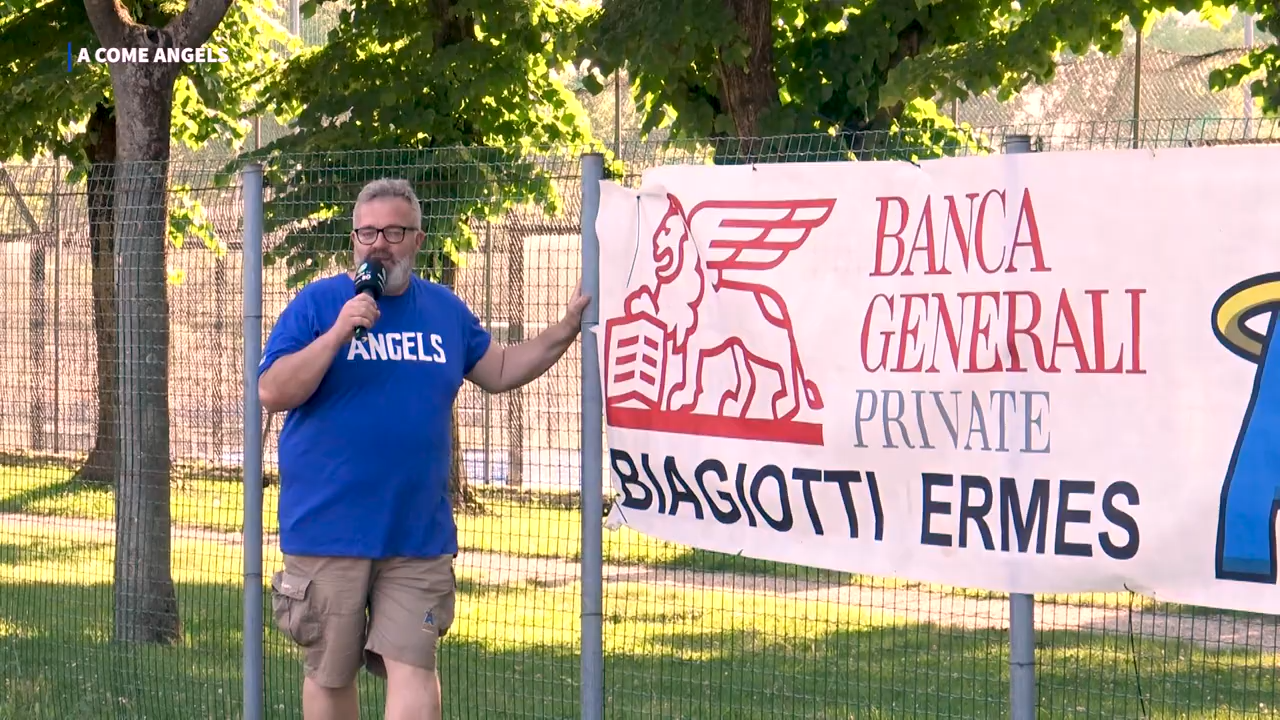 A COME ANGELS
ANGELS
BANCA
GENERALI
PRIVATE
BIAGIOTTI ERMES